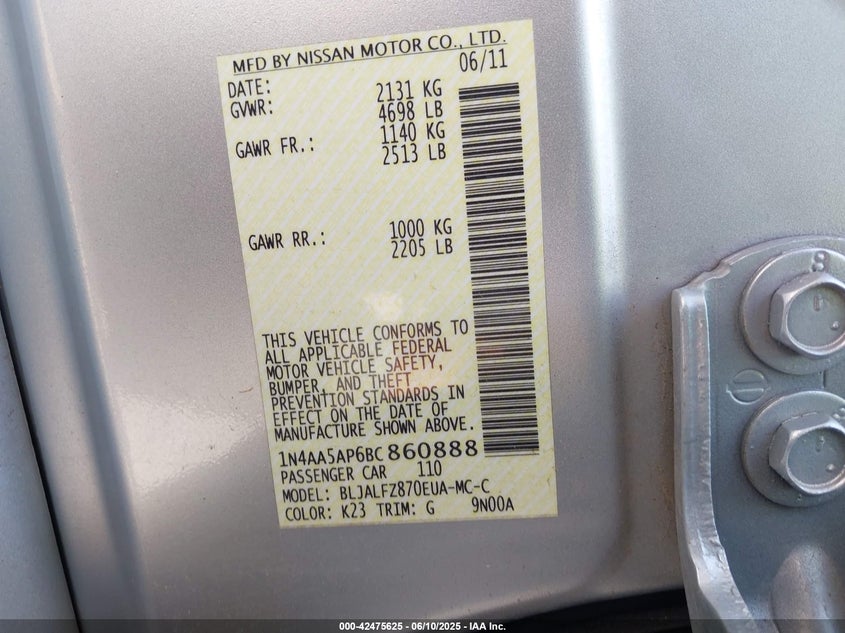 MFD BY NISSAN MOTOR CO., LTD.
DATE: 06/11
GVWR: 2131 KG
4698 LB
GAWR FR.: 1140 KG
2513 LB
GAWR RR.: 1000 KG
2205 LB
THIS VEHICLE CONFORMS TO
ALL APPLICABLE FEDERAL
MOTOR VEHICLE SAFETY,
BUMPER, AND THEFT
PREVENTION STANDARDS IN
EFFECT ON THE DATE OF
MANUFACTURE SHOWN ABOVE.
1N4AA5AP6BC860888
PASSENGER CAR 110
MODEL: BLJALFZ870EUA-MC-C
COLOR: K23 TRIM: G 9N00A
8
8
000-42475625 - 06/10/2025 - IAA Inc.